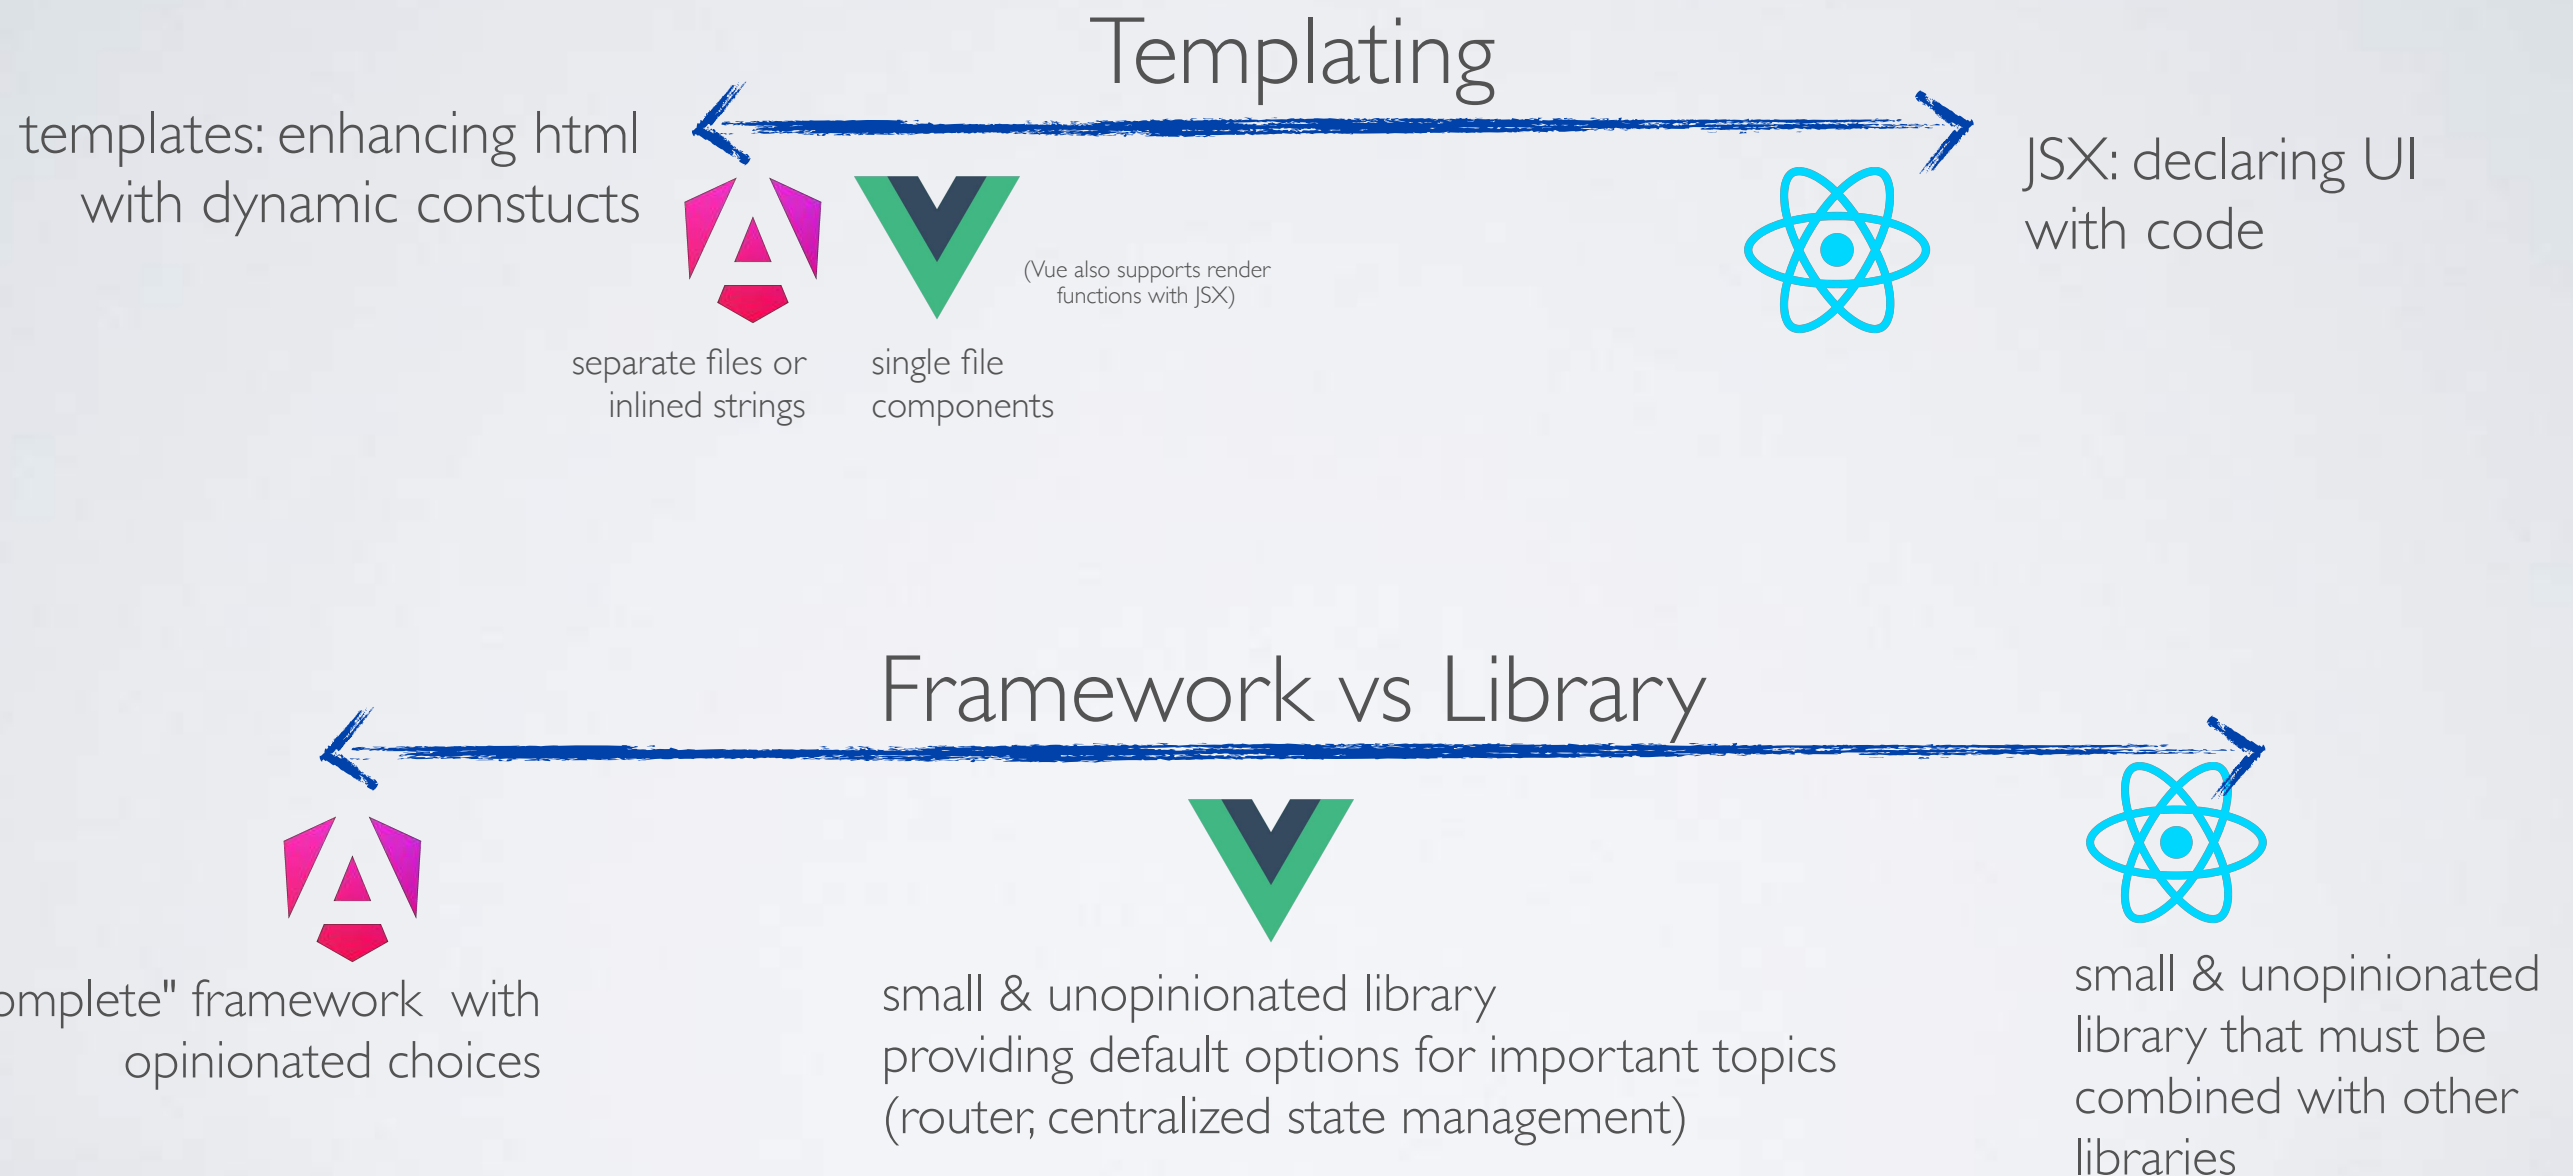 Templating
templates: enhancing html
with dynamic constucts
JSX: declaring UI
with code
(Vue also supports render
functions with JSX)
separate files or
inlined strings
single file
components
Framework vs Library
omplete" framework with
opinionated choices
small & unopinionated library
providing default options for important topics
(router, centralized state management)
small & unopinionated
library that must be
combined with other
libraries